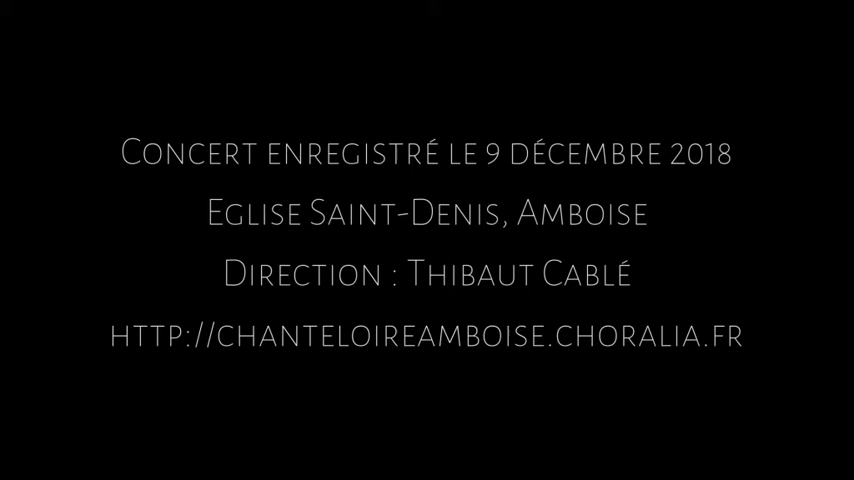 Concert enregistré le 9 décembre 2018
Eglise Saint-Denis, Amboise
Direction : Thibaut Cablé
http://chanteloireamboise.choralia.fr